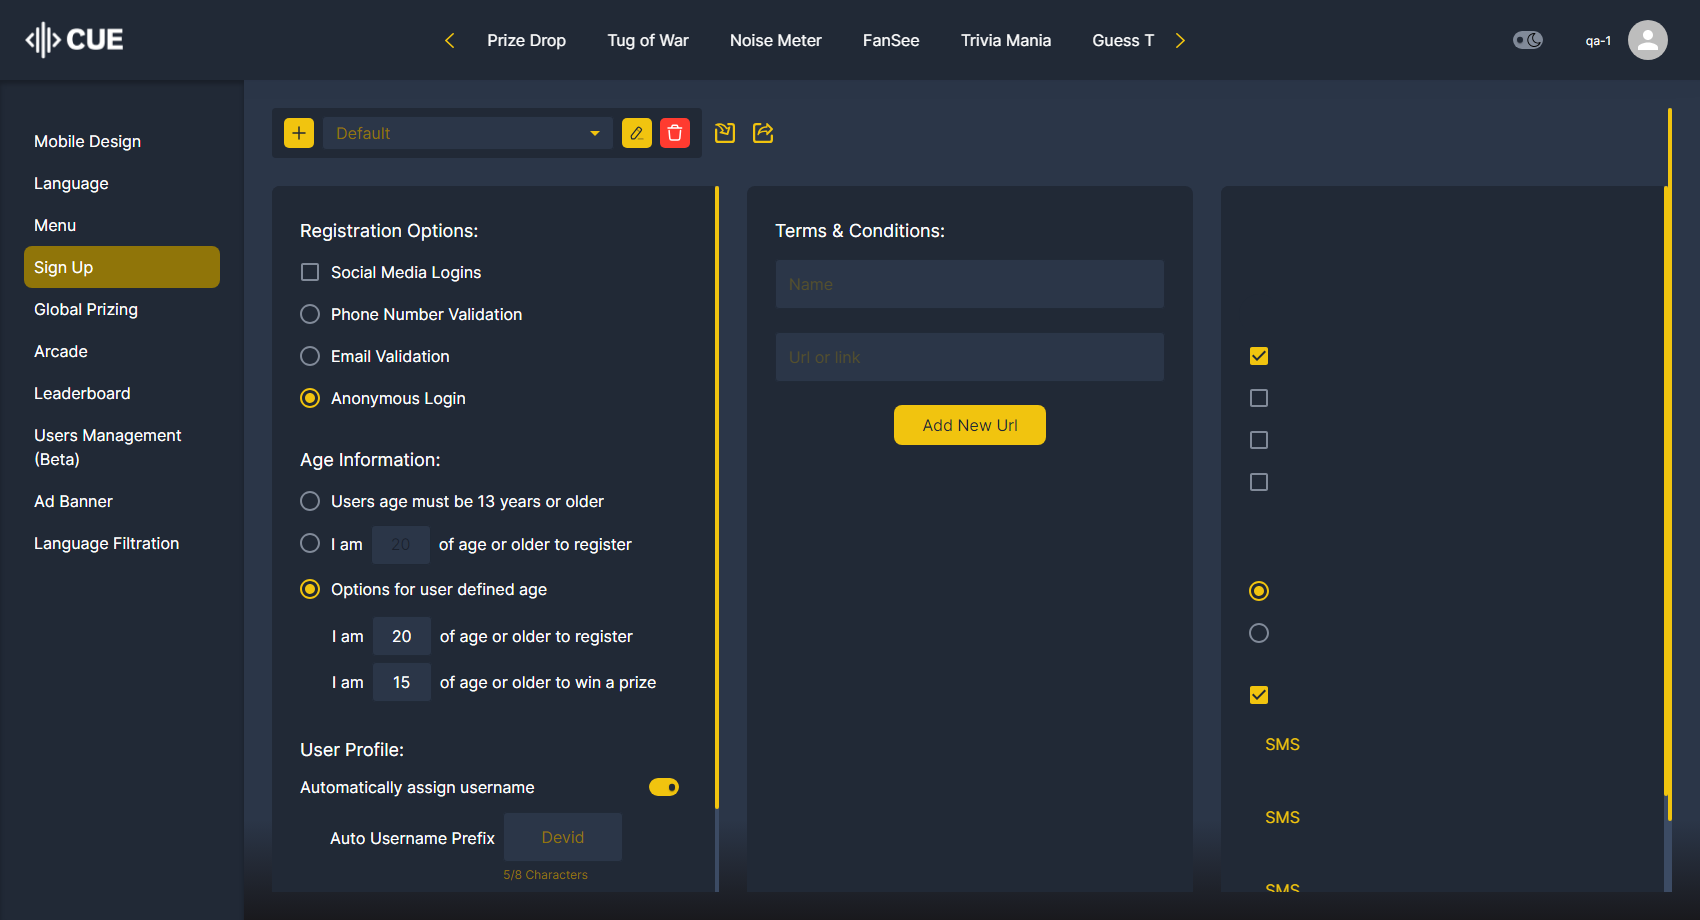 CUE
Prize Drop
Tug of War
Noise Meter
FanSee
Trivia Mania
Guess T
qa-1
Mobile Design
Language
Menu
Sign Up
Global Prizing
Arcade
Leaderboard
Users Management
(Beta)
Ad Banner
Language Filtration
Default
Registration Options:
Social Media Logins
Phone Number Validation
Email Validation
Anonymous Login
Age Information:
Users age must be 13 years or older
I am 20 of age or older to register
Options for user defined age
I am 20 of age or older to register
I am 15 of age or older to win a prize
User Profile:
Automatically assign username
Auto Username Prefix Devid
5/8 Characters
Terms & Conditions:
Name
Url or link
Add New Url
SMS
SMS
SMS